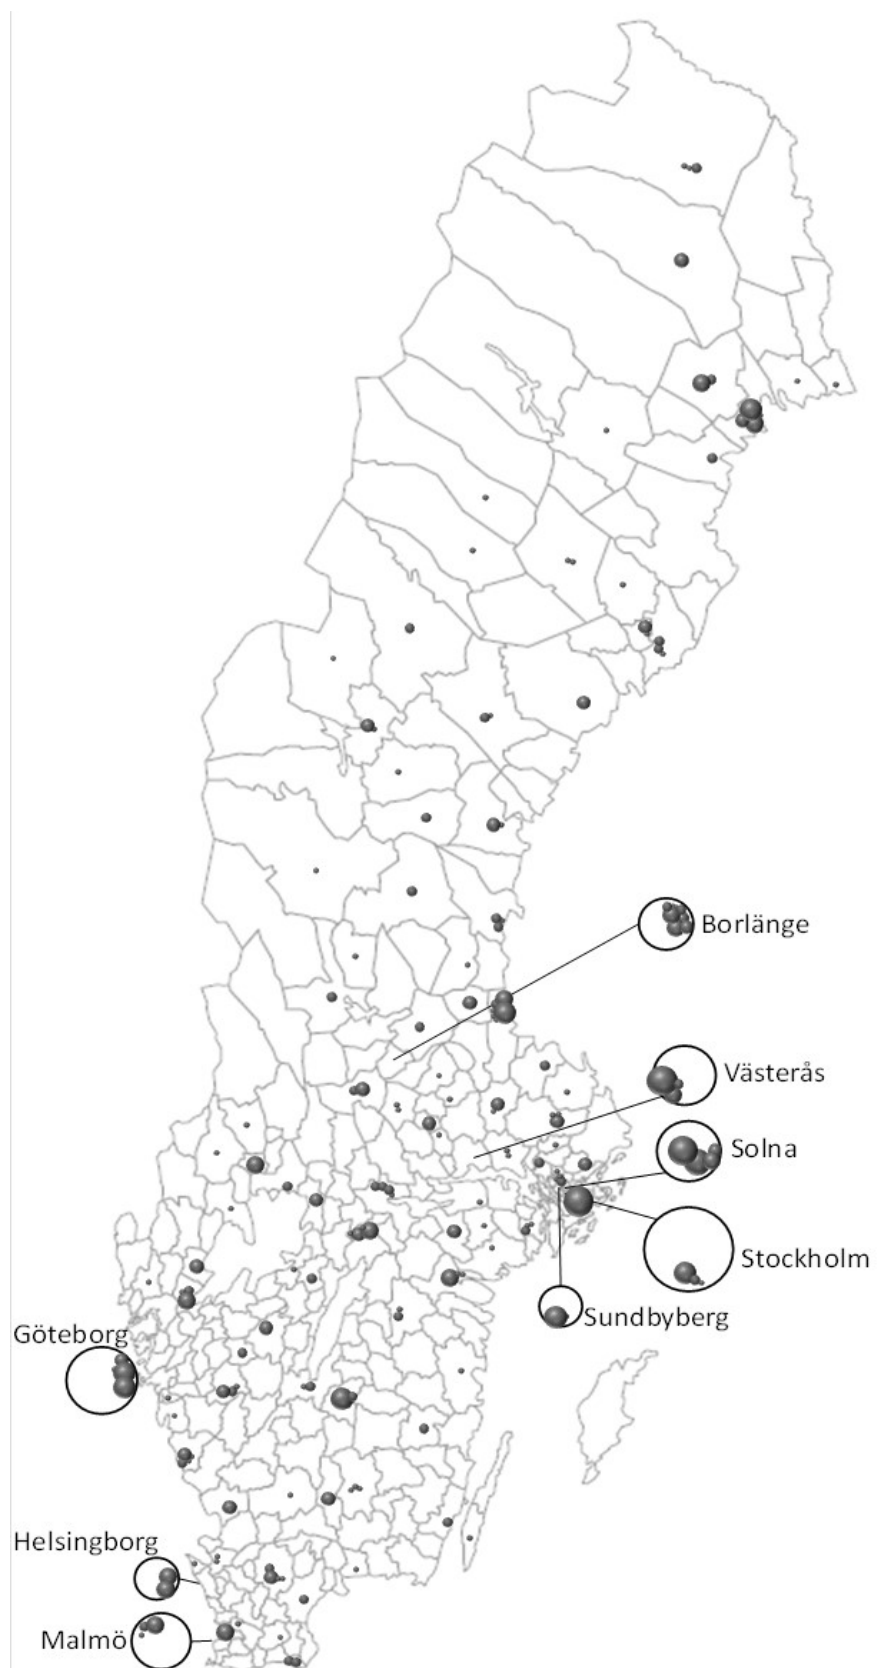 Borlänge
Västerås
Solna
Stockholm
Sundbyberg
Göteborg
Helsingborg
Malmö